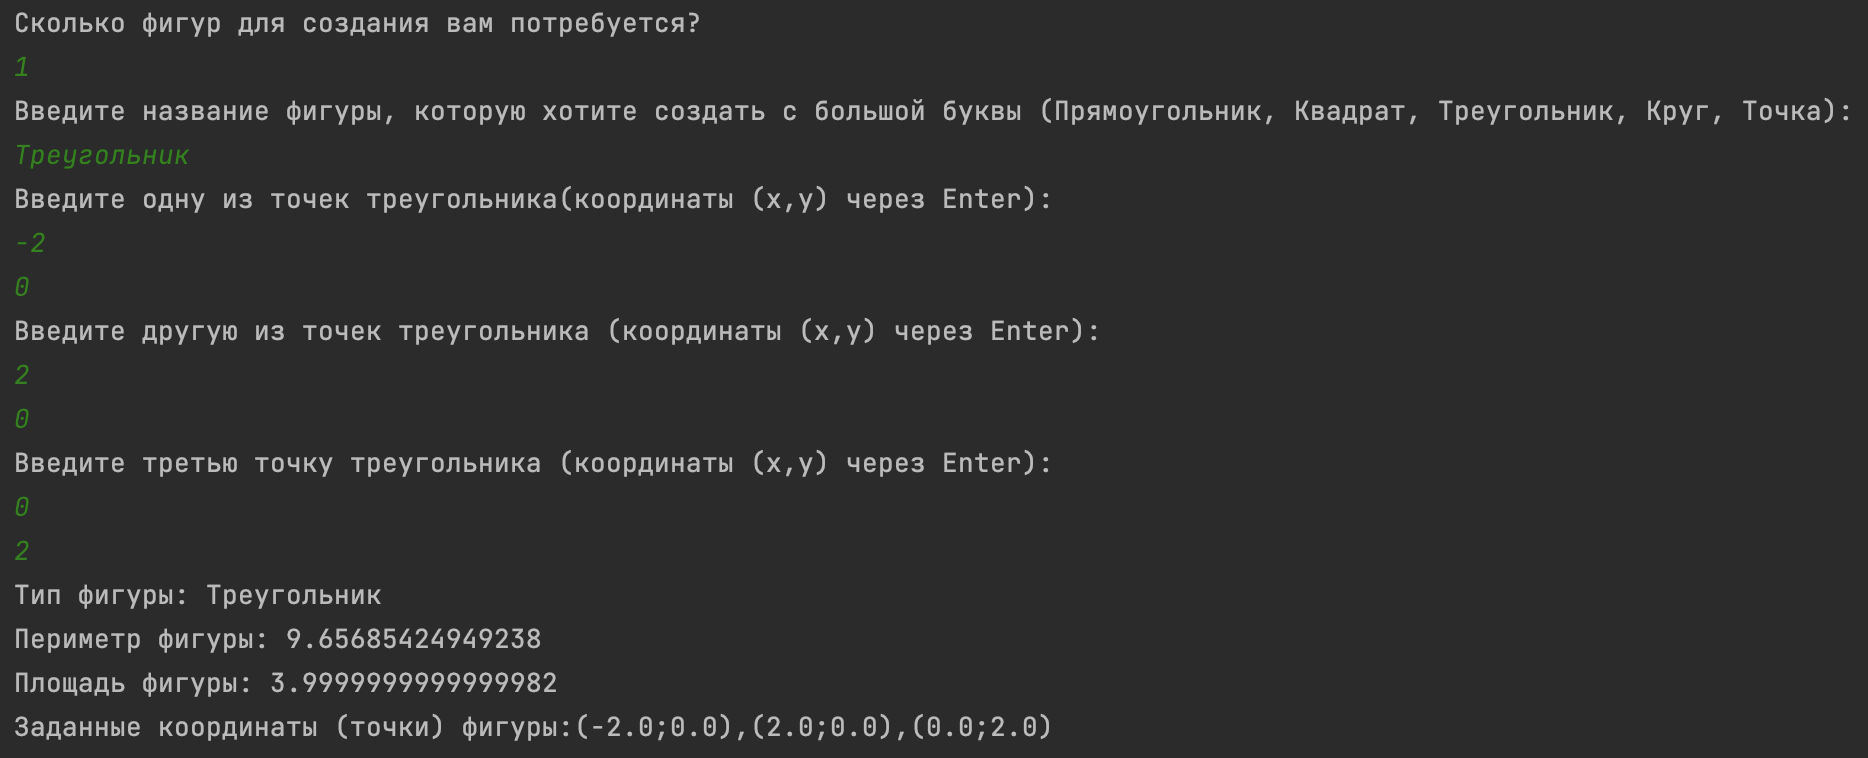 Сколько фигур для создания вам потребуется?
1
Введите название фигуры, которую хотите создать с большой буквы (Прямоугольник, Квадрат, Треугольник, Круг, Точка):
Треугольник
Введите одну из точек треугольника(координаты (x,y) через Enter):
-2
0
Введите другую из точек треугольника (координаты (x,y) через Enter):
2
0
Введите третью точку треугольника (координаты (x,y) через Enter):
0
2
Тип фигуры: Треугольник
Периметр фигуры: 9.65685424949238
Площадь фигуры: 3.9999999999999982
Заданные координаты (точки) фигуры:(-2.0;0.0),(2.0;0.0),(0.0;2.0)